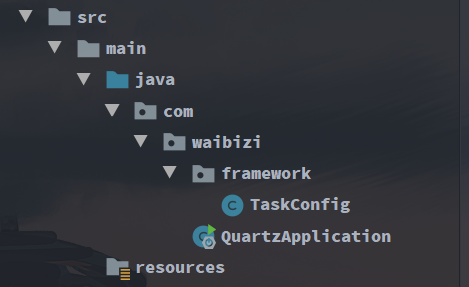 src
main
java
com
waibizi
framework
TaskConfig
QuartzApplication
resources